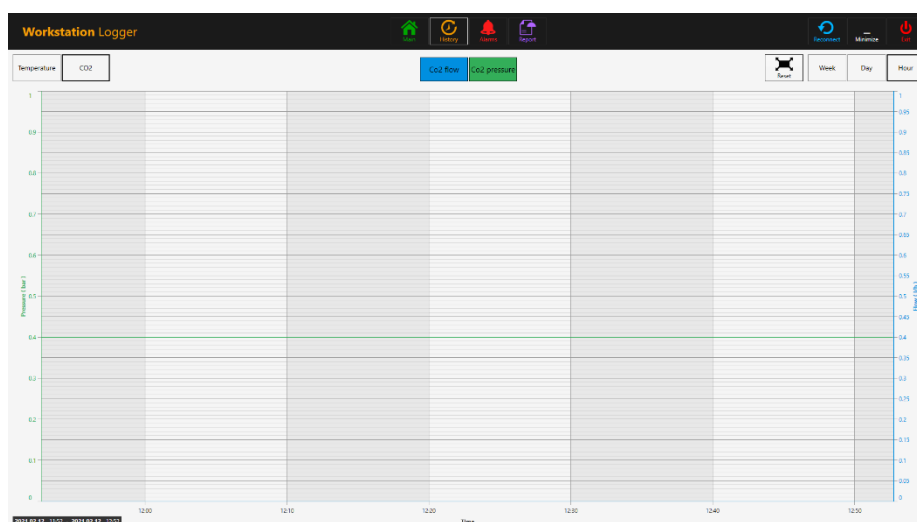 Workstation Logger
Main
History
Alarms
Report
Reconnect
Minimize
Exit
Temperature
CO2
Co2 flow
Co2 pressure
Reset
Week
Day
Hour
1
0.9
0.8
0.7
0.6
0.5
0.4
0.3
0.2
0.1
0
Pressure [ bar ]
1
0.95
0.9
0.85
0.8
0.75
0.7
0.65
0.6
0.55
0.5
0.45
0.4
0.35
0.3
0.25
0.2
0.15
0.1
0.05
0
12:00
12:10
12:20
12:30
12:40
12:50
Time